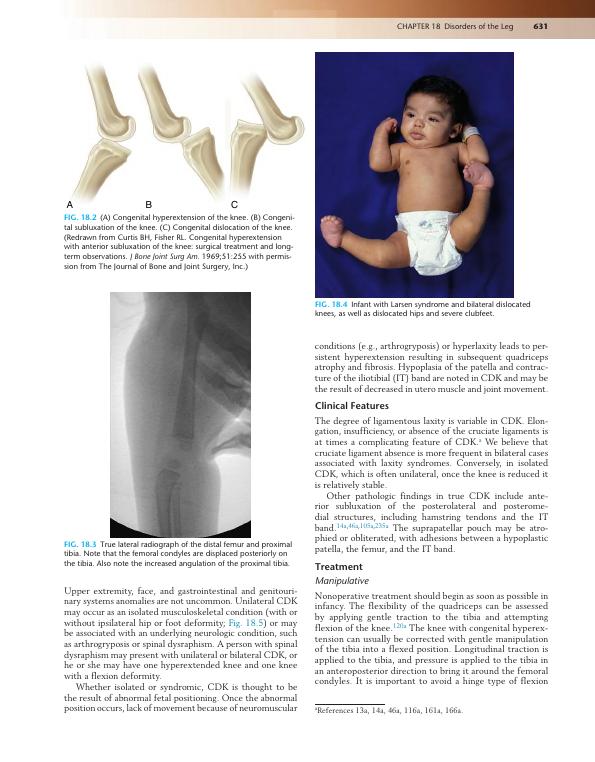 CHAPTER 18 Disorders of the Leg 631
A B C
FIG. 18.2 (A) Congenital hyperextension of the knee. (B) Congeni-
tal subluxation of the knee. (C) Congenital dislocation of the knee.
(Redrawn from Curtis BH, Fisher RL. Congenital hyperextension
with anterior subluxation of the knee: surgical treatment and long-
term observations. J Bone Joint Surg Am. 1969;51:255 with permis-
sion from The Journal of Bone and Joint Surgery, Inc.)
FIG. 18.3 True lateral radiograph of the distal femur and proximal
tibia. Note that the femoral condyles are displaced posteriorly on
the tibia. Also note the increased angulation of the proximal tibia.
Upper extremity, face, and gastrointestinal and genitouri-
nary systems anomalies are not uncommon. Unilateral CDK
may occur as an isolated musculoskeletal condition (with or
without ipsilateral hip or foot deformity; Fig. 18.5) or may
be associated with an underlying neurologic condition, such
as arthrogryposis or spinal dysraphism. A person with spinal
dysraphism may present with unilateral or bilateral CDK, or
he or she may have one hyperextended knee and one knee
with a flexion deformity.
Whether isolated or syndromic, CDK is thought to be
the result of abnormal fetal positioning. Once the abnormal
position occurs, lack of movement because of neuromuscular
FIG. 18.4 Infant with Larsen syndrome and bilateral dislocated
knees, as well as dislocated hips and severe clubfeet.
conditions (e.g., arthrogryposis) or hyperlaxity leads to per-
sistent hyperextension resulting in subsequent quadriceps
atrophy and fibrosis. Hypoplasia of the patella and contrac-
ture of the iliotibial (IT) band are noted in CDK and may be
the result of decreased in utero muscle and joint movement.
Clinical Features
The degree of ligamentous laxity is variable in CDK. Elon-
gation, insufficiency, or absence of the cruciate ligaments is
at times a complicating feature of CDK.a We believe that
cruciate ligament absence is more frequent in bilateral cases
associated with laxity syndromes. Conversely, in isolated
CDK, which is often unilateral, once the knee is reduced it
is relatively stable.
Other pathologic findings in true CDK include ante-
rior subluxation of the posterolateral and posterome-
dial structures, including hamstring tendons and the IT
band.14a,46a,105a,235a The suprapatellar pouch may be atro-
phied or obliterated, with adhesions between a hypoplastic
patella, the femur, and the IT band.
Treatment
Manipulative
Nonoperative treatment should begin as soon as possible in
infancy. The flexibility of the quadriceps can be assessed
by applying gentle traction to the tibia and attempting
flexion of the knee.120a The knee with congenital hyperex-
tension can usually be corrected with gentle manipulation
of the tibia into a flexed position. Longitudinal traction is
applied to the tibia, and pressure is applied to the tibia in
an anteroposterior direction to bring it around the femoral
condyles. It is important to avoid a hinge type of flexion
aReferences 13a, 14a, 46a, 116a, 161a, 166a.